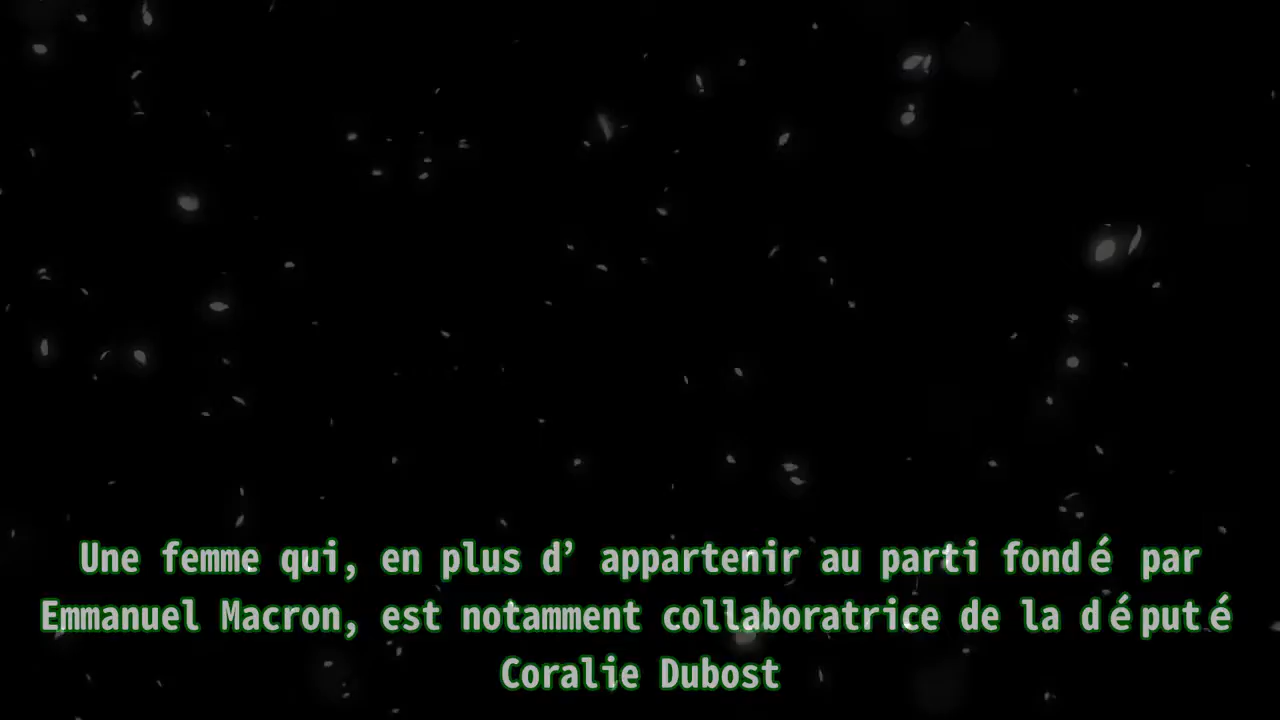 Une femme qui, en plus d’ appartenir au parti fondé par
Emmanuel Macron, est notamment collaboratrice de la député
Coralie Dubost